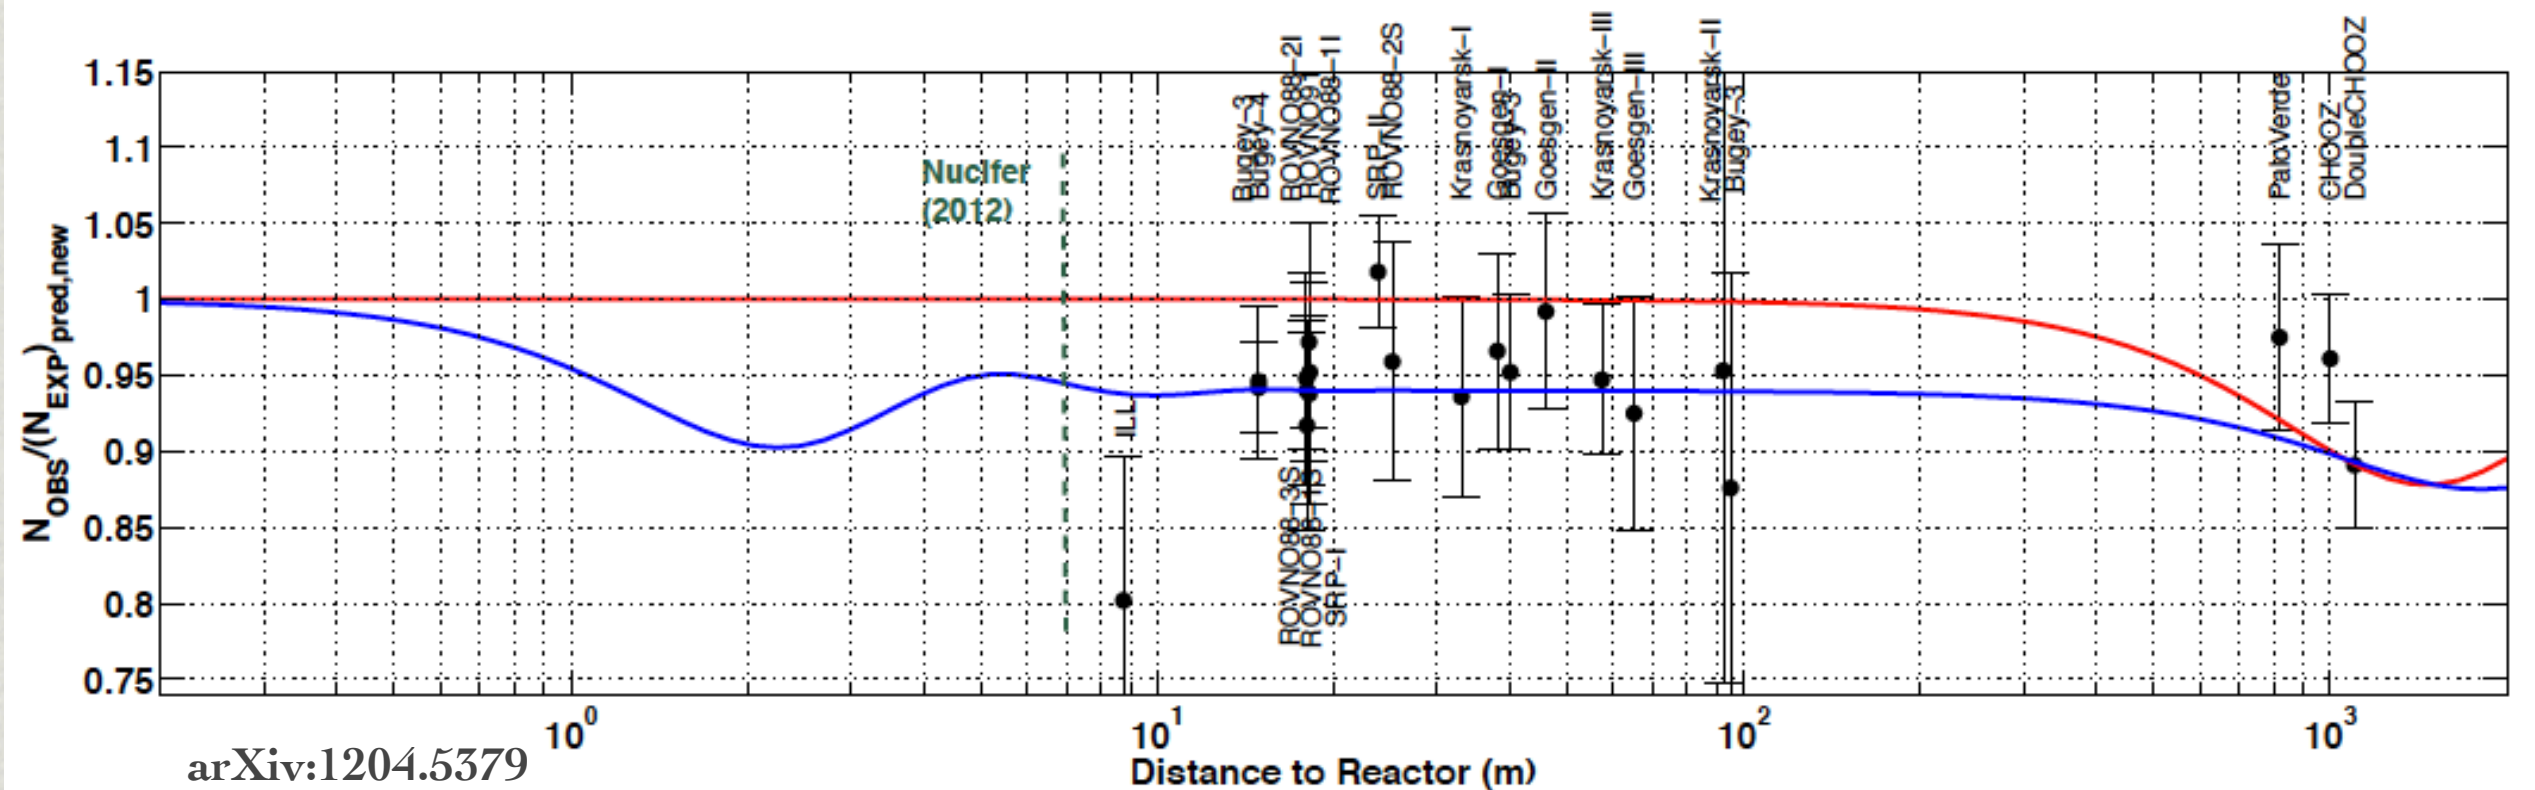 Krasnoyarsk-I
Krasnoyarsk-III
Krasnoyarsk-II
DoubleCHOOZ
ROVNO88-2I
ROVNO88-1I
ROVNO88-2S
Goesgen-I
Goesgen-II
Goesgen-III
Bugey-3
Bugey-4
ROVNO91
SRP-II
Bugey-3
Bugey-3
PaloVerde
CHOOZ
1.15
1.1
1.05
1
0.95
0.9
0.85
0.8
0.75
Nucifer
(2012)
ILL
ROVNO88-3S
ROVNO88-1S
SRP-I
N_OBS/(N_EXP)_pred,new
10^0
10^1
10^2
10^3
Distance to Reactor (m)
arXiv:1204.5379